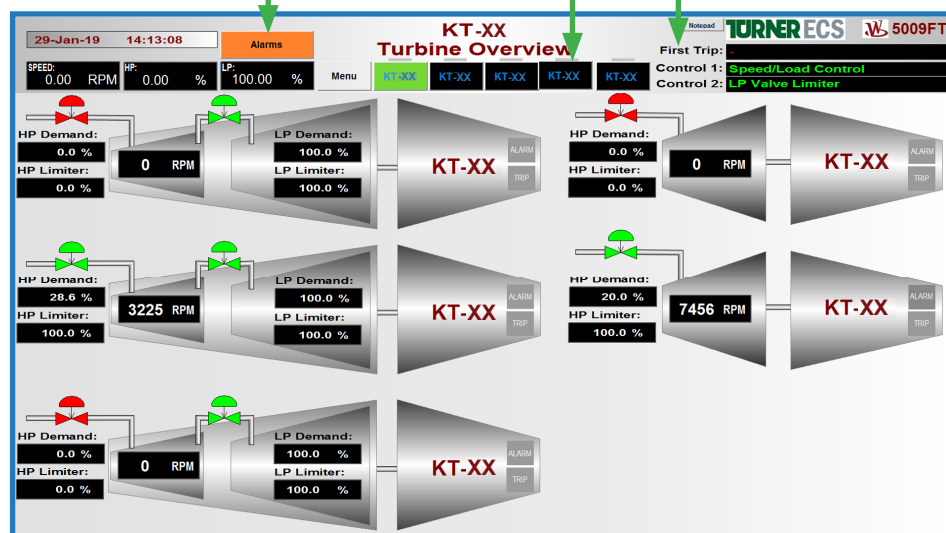 29-Jan-19 14:13:08
Alarms
KT-XX
Turbine Overview
Notepad
TURNER ECS
W 5009FT
First Trip: -
SPEED: 0.00 RPM
HP: 0.00 %
LP: 100.00 %
Menu
KT-XX KT-XX KT-XX KT-XX KT-XX
Control 1: Speed/Load Control
Control 2: LP Valve Limiter
HP Demand:
0.0 %
HP Limiter:
0.0 %
0 RPM
LP Demand:
100.0 %
LP Limiter:
100.0 %
KT-XX
ALARM
TRIP
HP Demand:
0.0 %
HP Limiter:
0.0 %
0 RPM
KT-XX
ALARM
TRIP
HP Demand:
28.6 %
HP Limiter:
100.0 %
3225 RPM
LP Demand:
100.0 %
LP Limiter:
100.0 %
KT-XX
ALARM
TRIP
HP Demand:
20.0 %
HP Limiter:
100.0 %
7456 RPM
KT-XX
ALARM
TRIP
HP Demand:
0.0 %
HP Limiter:
0.0 %
0 RPM
LP Demand:
100.0 %
LP Limiter:
100.0 %
KT-XX
ALARM
TRIP